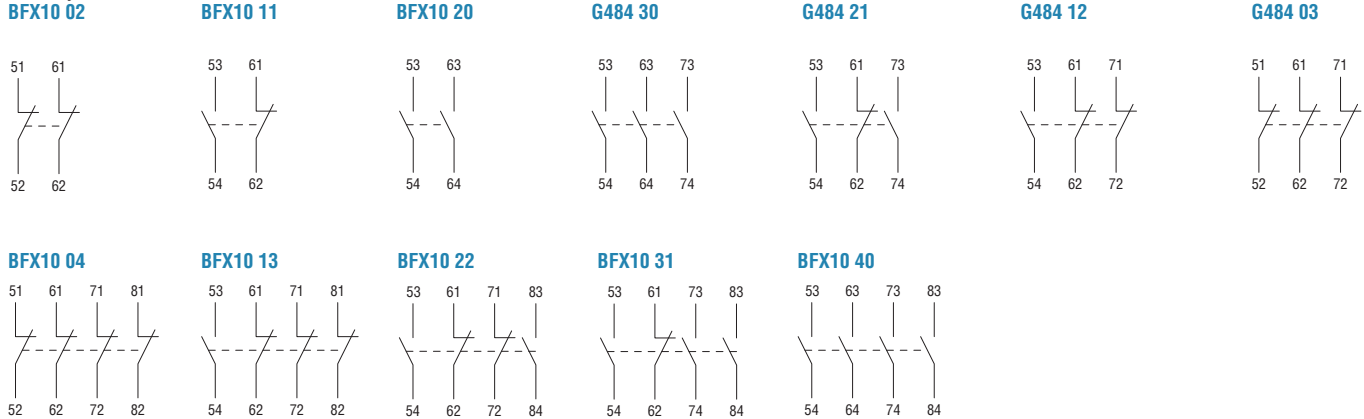 BFX10 02 BFX10 11 BFX10 20 G484 30 G484 21 G484 12 G484 03
51 61 53 61 53 63 53 63 73 53 61 73 53 61 71 51 61 71
52 62 54 62 54 64 54 64 74 54 62 74 54 62 72 52 62 72
BFX10 04 BFX10 13 BFX10 22 BFX10 31 BFX10 40
51 61 71 81 53 61 71 81 53 61 71 83 53 61 73 83 53 63 73 83
52 62 72 82 54 62 72 82 54 62 72 84 54 62 74 84 54 64 74 84